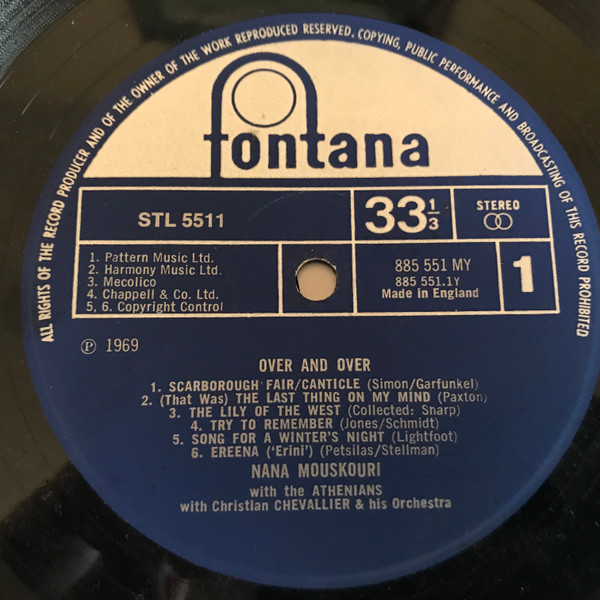 ALL RIGHTS OF THE RECORD PRODUCER AND OF THE OWNER OF THE WORK REPRODUCED RESERVED. COPYING, PUBLIC PERFORMANCE AND BROADCASTING OF THIS RECORD PROHIBITED
fontana
STL 5511
33 1/3
STEREO
1. Pattern Music Ltd.
2. Harmony Music Ltd.
3. Mecolico
4. Chappell & Co. Ltd.
5, 6. Copyright Control
885 551 MY
885 551.1Y
Made in England
1
Ⓟ 1969
OVER AND OVER
1. SCARBOROUGH FAIR/CANTICLE (Simon/Garfunkel)
2. (That Was) THE LAST THING ON MY MIND (Paxton)
3. THE LILY OF THE WEST (Collected: Sharp)
4. TRY TO REMEMBER (Jones/Schmidt)
5. SONG FOR A WINTER'S NIGHT (Lightfoot)
6. EREENA ('Erini') (Petsilas/Stellman)
NANA MOUSKOURI
with the ATHENIANS
with Christian CHEVALLIER & his Orchestra